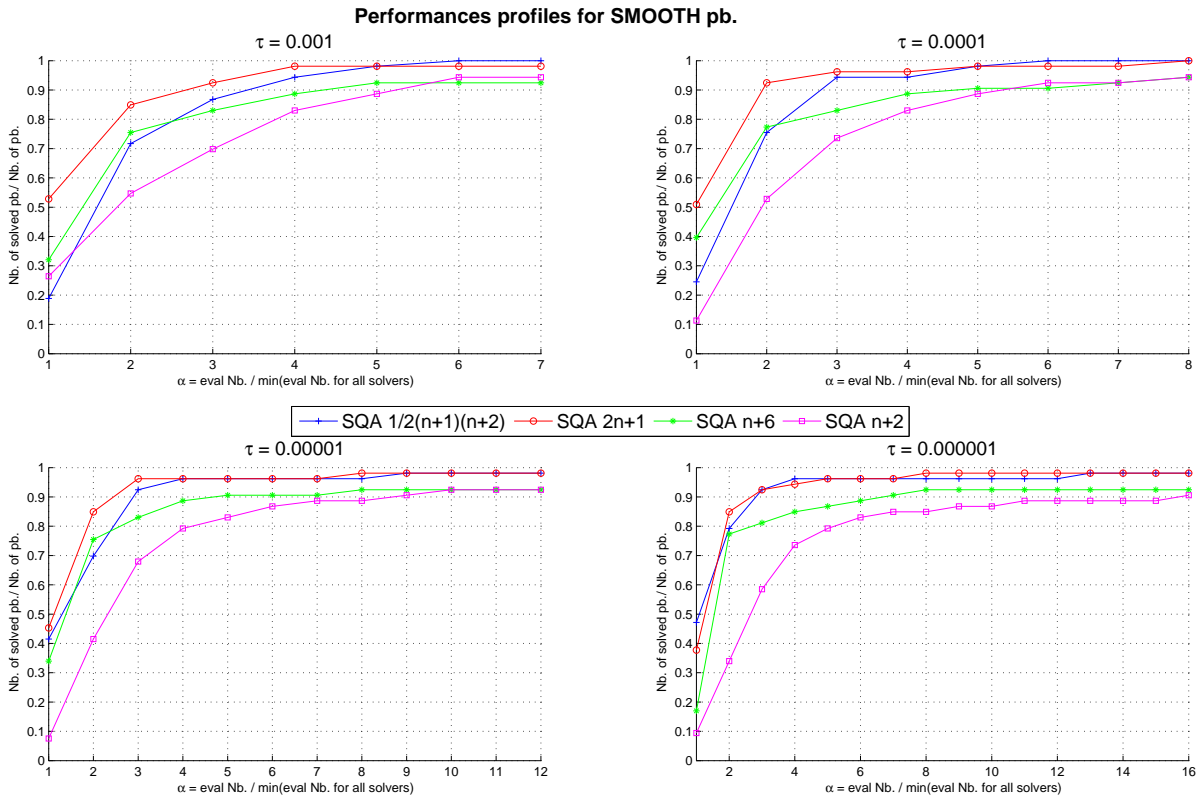 Performances profiles for SMOOTH pb.
τ = 0.001
Nb. of solved pb./ Nb. of pb.
1
0.9
0.8
0.7
0.6
0.5
0.4
0.3
0.2
0.1
0
1 2 3 4 5 6 7
α = eval Nb. / min(eval Nb. for all solvers)
τ = 0.0001
Nb. of solved pb./ Nb. of pb.
1
0.9
0.8
0.7
0.6
0.5
0.4
0.3
0.2
0.1
0
1 2 3 4 5 6 7 8
α = eval Nb. / min(eval Nb. for all solvers)
SQA 1/2(n+1)(n+2) SQA 2n+1 SQA n+6 SQA n+2
τ = 0.00001
Nb. of solved pb./ Nb. of pb.
1
0.9
0.8
0.7
0.6
0.5
0.4
0.3
0.2
0.1
0
1 2 3 4 5 6 7 8 9 10 11 12
α = eval Nb. / min(eval Nb. for all solvers)
τ = 0.000001
Nb. of solved pb./ Nb. of pb.
1
0.9
0.8
0.7
0.6
0.5
0.4
0.3
0.2
0.1
0
2 4 6 8 10 12 14 16
α = eval Nb. / min(eval Nb. for all solvers)